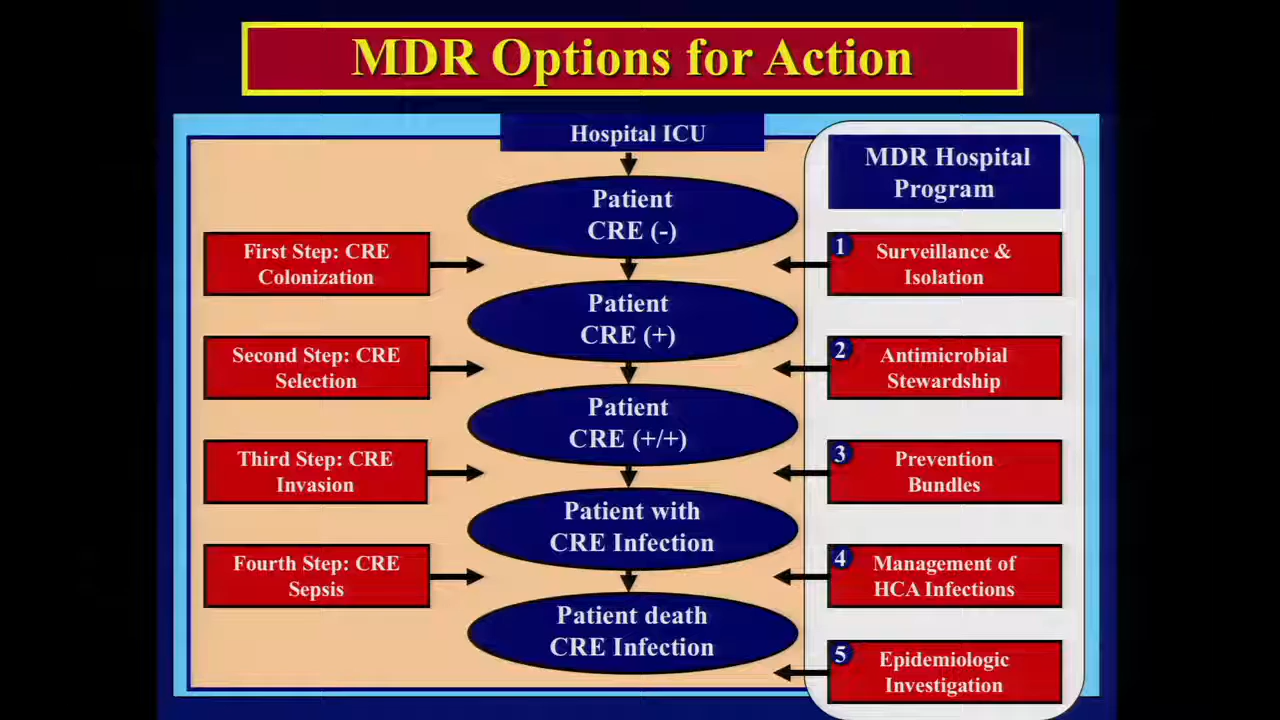 MDR Options for Action
Hospital ICU
MDR Hospital
Program
Patient
CRE (-)
First Step: CRE
Colonization
1
Surveillance &
Isolation
Patient
CRE (+)
Second Step: CRE
Selection
2
Antimicrobial
Stewardship
Patient
CRE (+/+)
Third Step: CRE
Invasion
3
Prevention
Bundles
Patient with
CRE Infection
Fourth Step: CRE
Sepsis
4
Management of
HCA Infections
Patient death
CRE Infection
5
Epidemiologic
Investigation